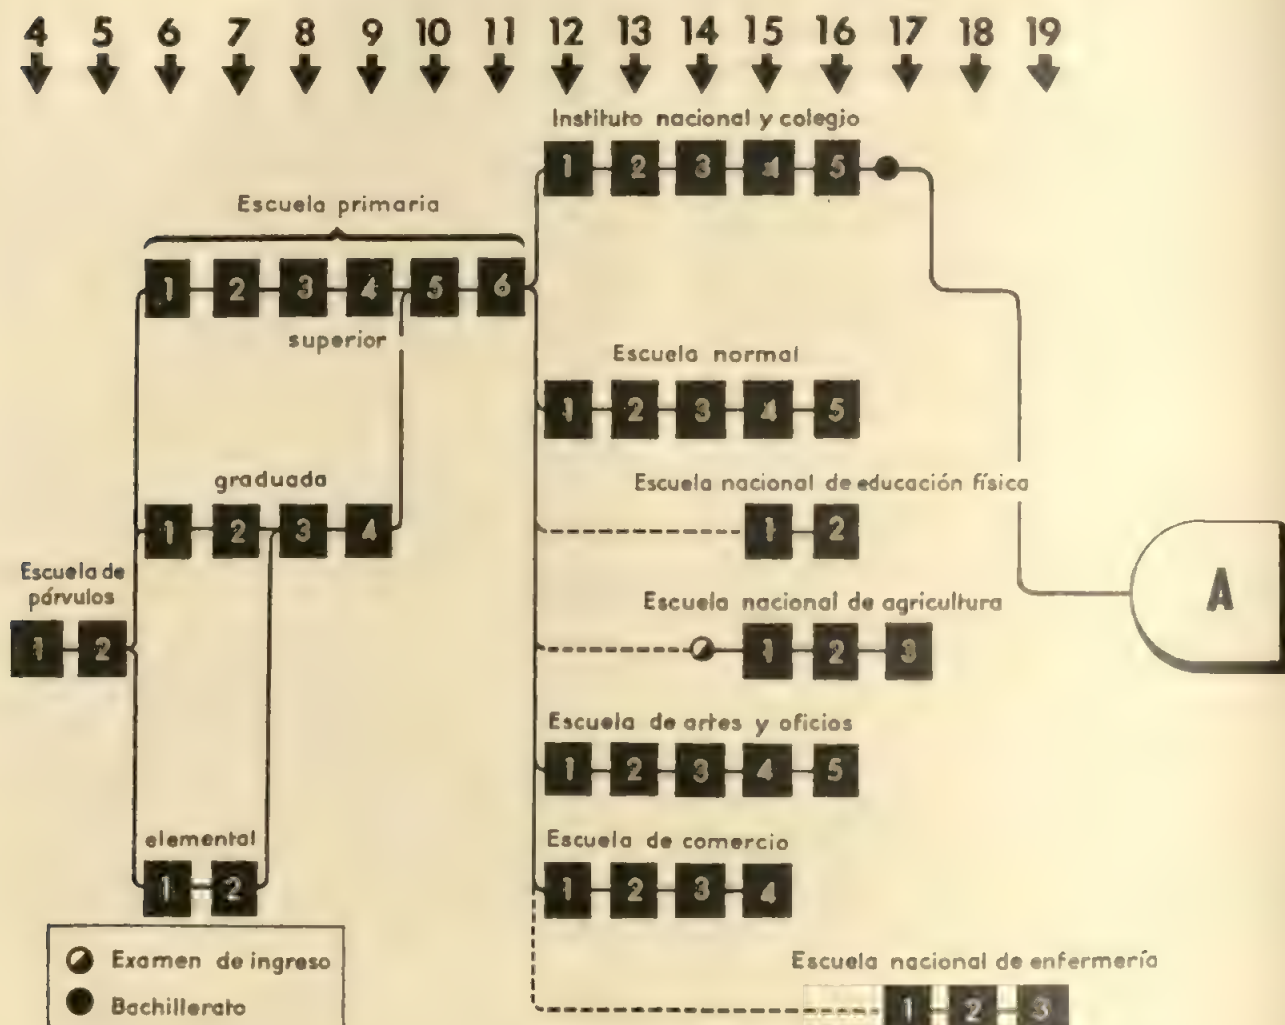 4 5 6 7 8 9 10 11 12 13 14 15 16 17 18 19
Instituto nacional y colegio
1 2 3 4 5
Escuela primaria
1 2 3 4 5 6
superior
Escuela normal
1 2 3 4 5
graduada
1 2 3 4
Escuela nacional de educación física
1 2
Escuela de
párvulos
1 2
Escuela nacional de agricultura
1 2 3
A
Escuela de artes y oficios
1 2 3 4 5
elemental
1 2
Escuela de comercio
1 2 3 4
Examen de ingreso
Bachillerato
Escuela nacional de enfermería
1 2 3